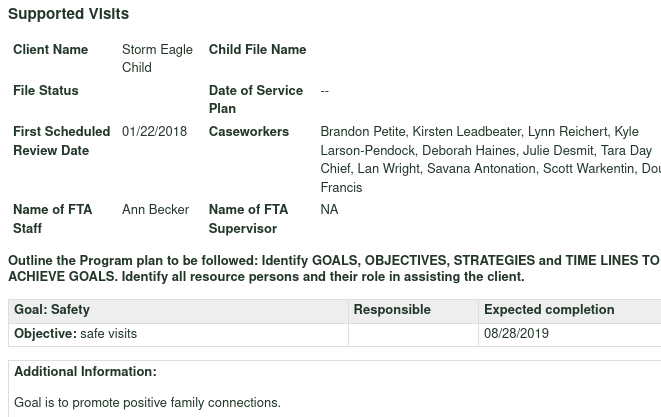 Supported Visits
Client Name Storm Eagle Child File Name
Child
File Status Date of Service --
Plan
First Scheduled 01/22/2018 Caseworkers Brandon Petite, Kirsten Leadbeater, Lynn Reichert, Kyle
Review Date Larson-Pendock, Deborah Haines, Julie Desmit, Tara Day
Chief, Lan Wright, Savana Antonation, Scott Warkentin, Dou
Francis
Name of FTA Ann Becker Name of FTA NA
Staff Supervisor
Outline the Program plan to be followed: Identify GOALS, OBJECTIVES, STRATEGIES and TIME LINES TO
ACHIEVE GOALS. Identify all resource persons and their role in assisting the client.
Goal: Safety Responsible Expected completion
Objective: safe visits 08/28/2019
Additional Information:
Goal is to promote positive family connections.